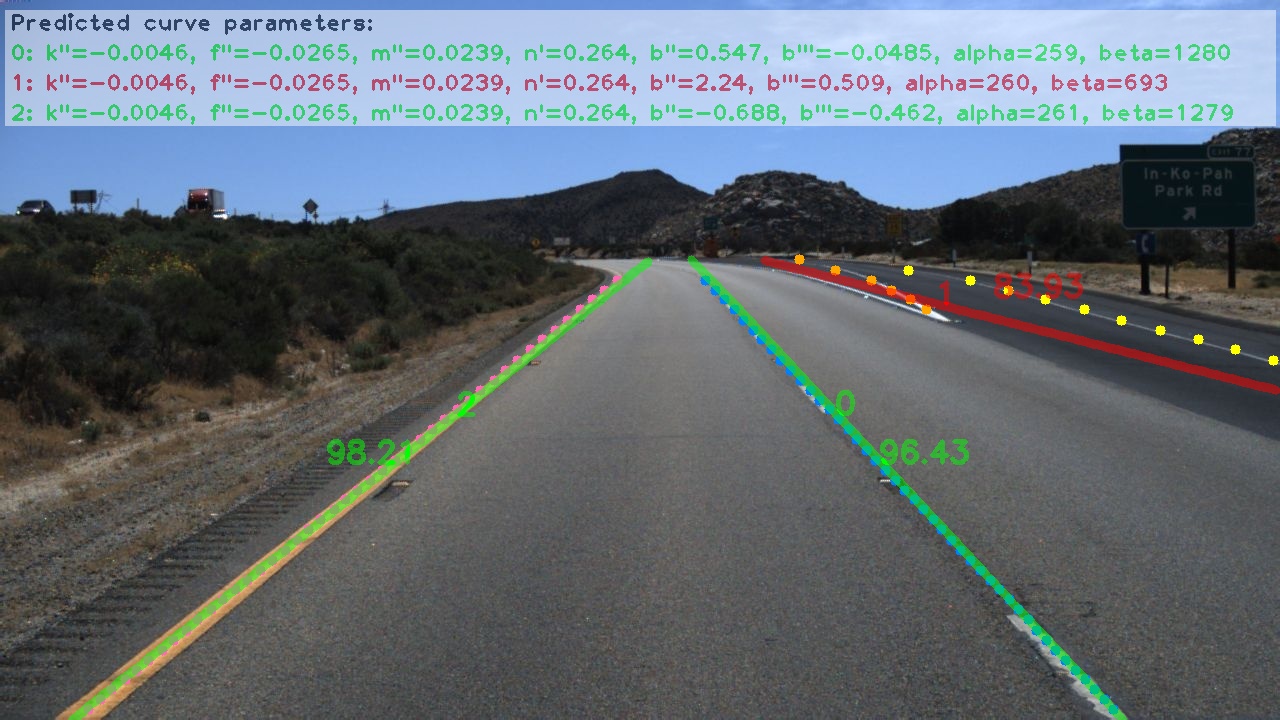 Predicted curve parameters:
0: k''=-0.0046, f''=-0.0265, m''=0.0239, n'=0.264, b''=0.547, b'''=-0.0485, alpha=259, beta=1280
1: k''=-0.0046, f''=-0.0265, m''=0.0239, n'=0.264, b''=2.24, b'''=0.509, alpha=260, beta=693
2: k''=-0.0046, f''=-0.0265, m''=0.0239, n'=0.264, b''=-0.688, b'''=-0.462, alpha=261, beta=1279
EXIT 77
In-Ko-Pah
Park Rd
1 83.93
2 0
98.21 96.43